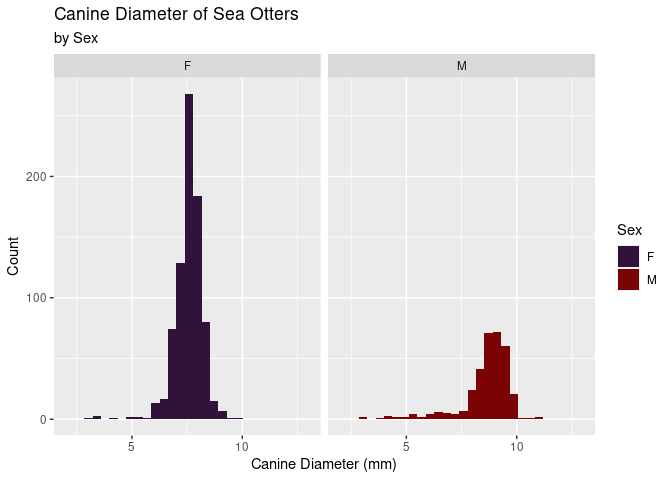 Canine Diameter of Sea Otters
by Sex
F
M
200
100
0
Count
5
10
5
10
Canine Diameter (mm)
Sex
F
M